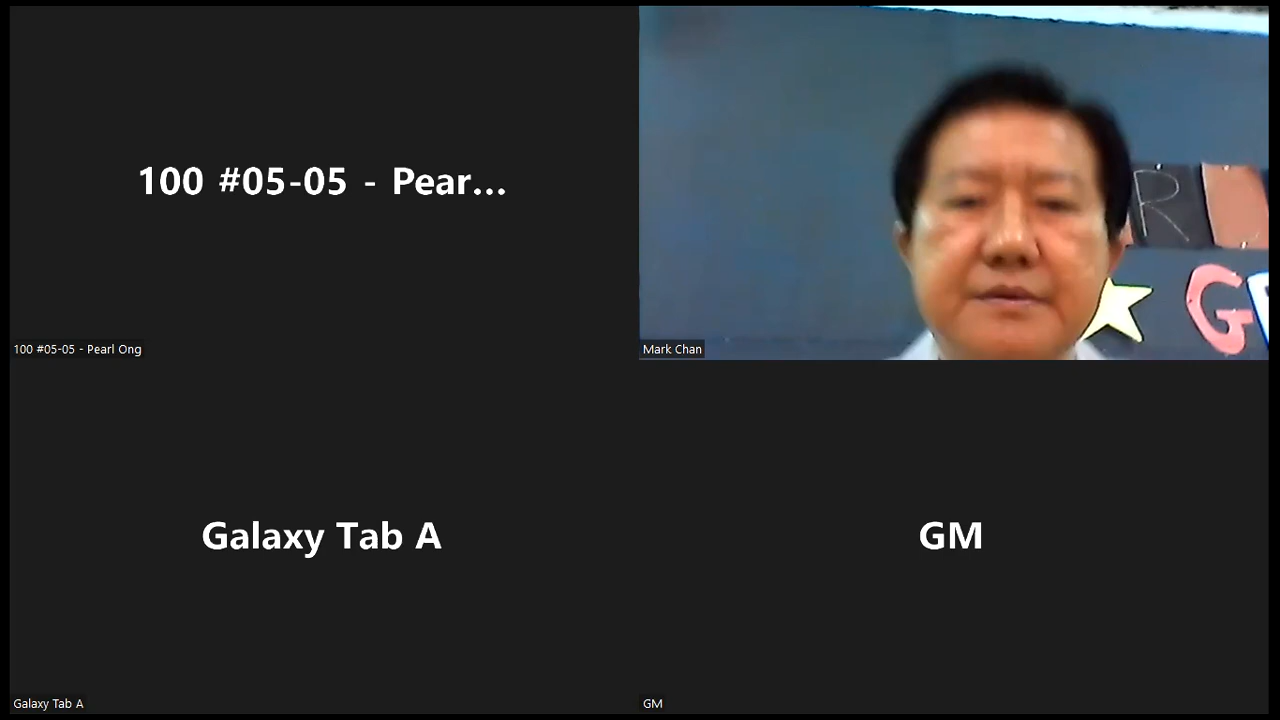 100 #05-05 - Pear...
100 #05-05 - Pearl Ong
R
G
Mark Chan
Galaxy Tab A
GM
Galaxy Tab A
GM